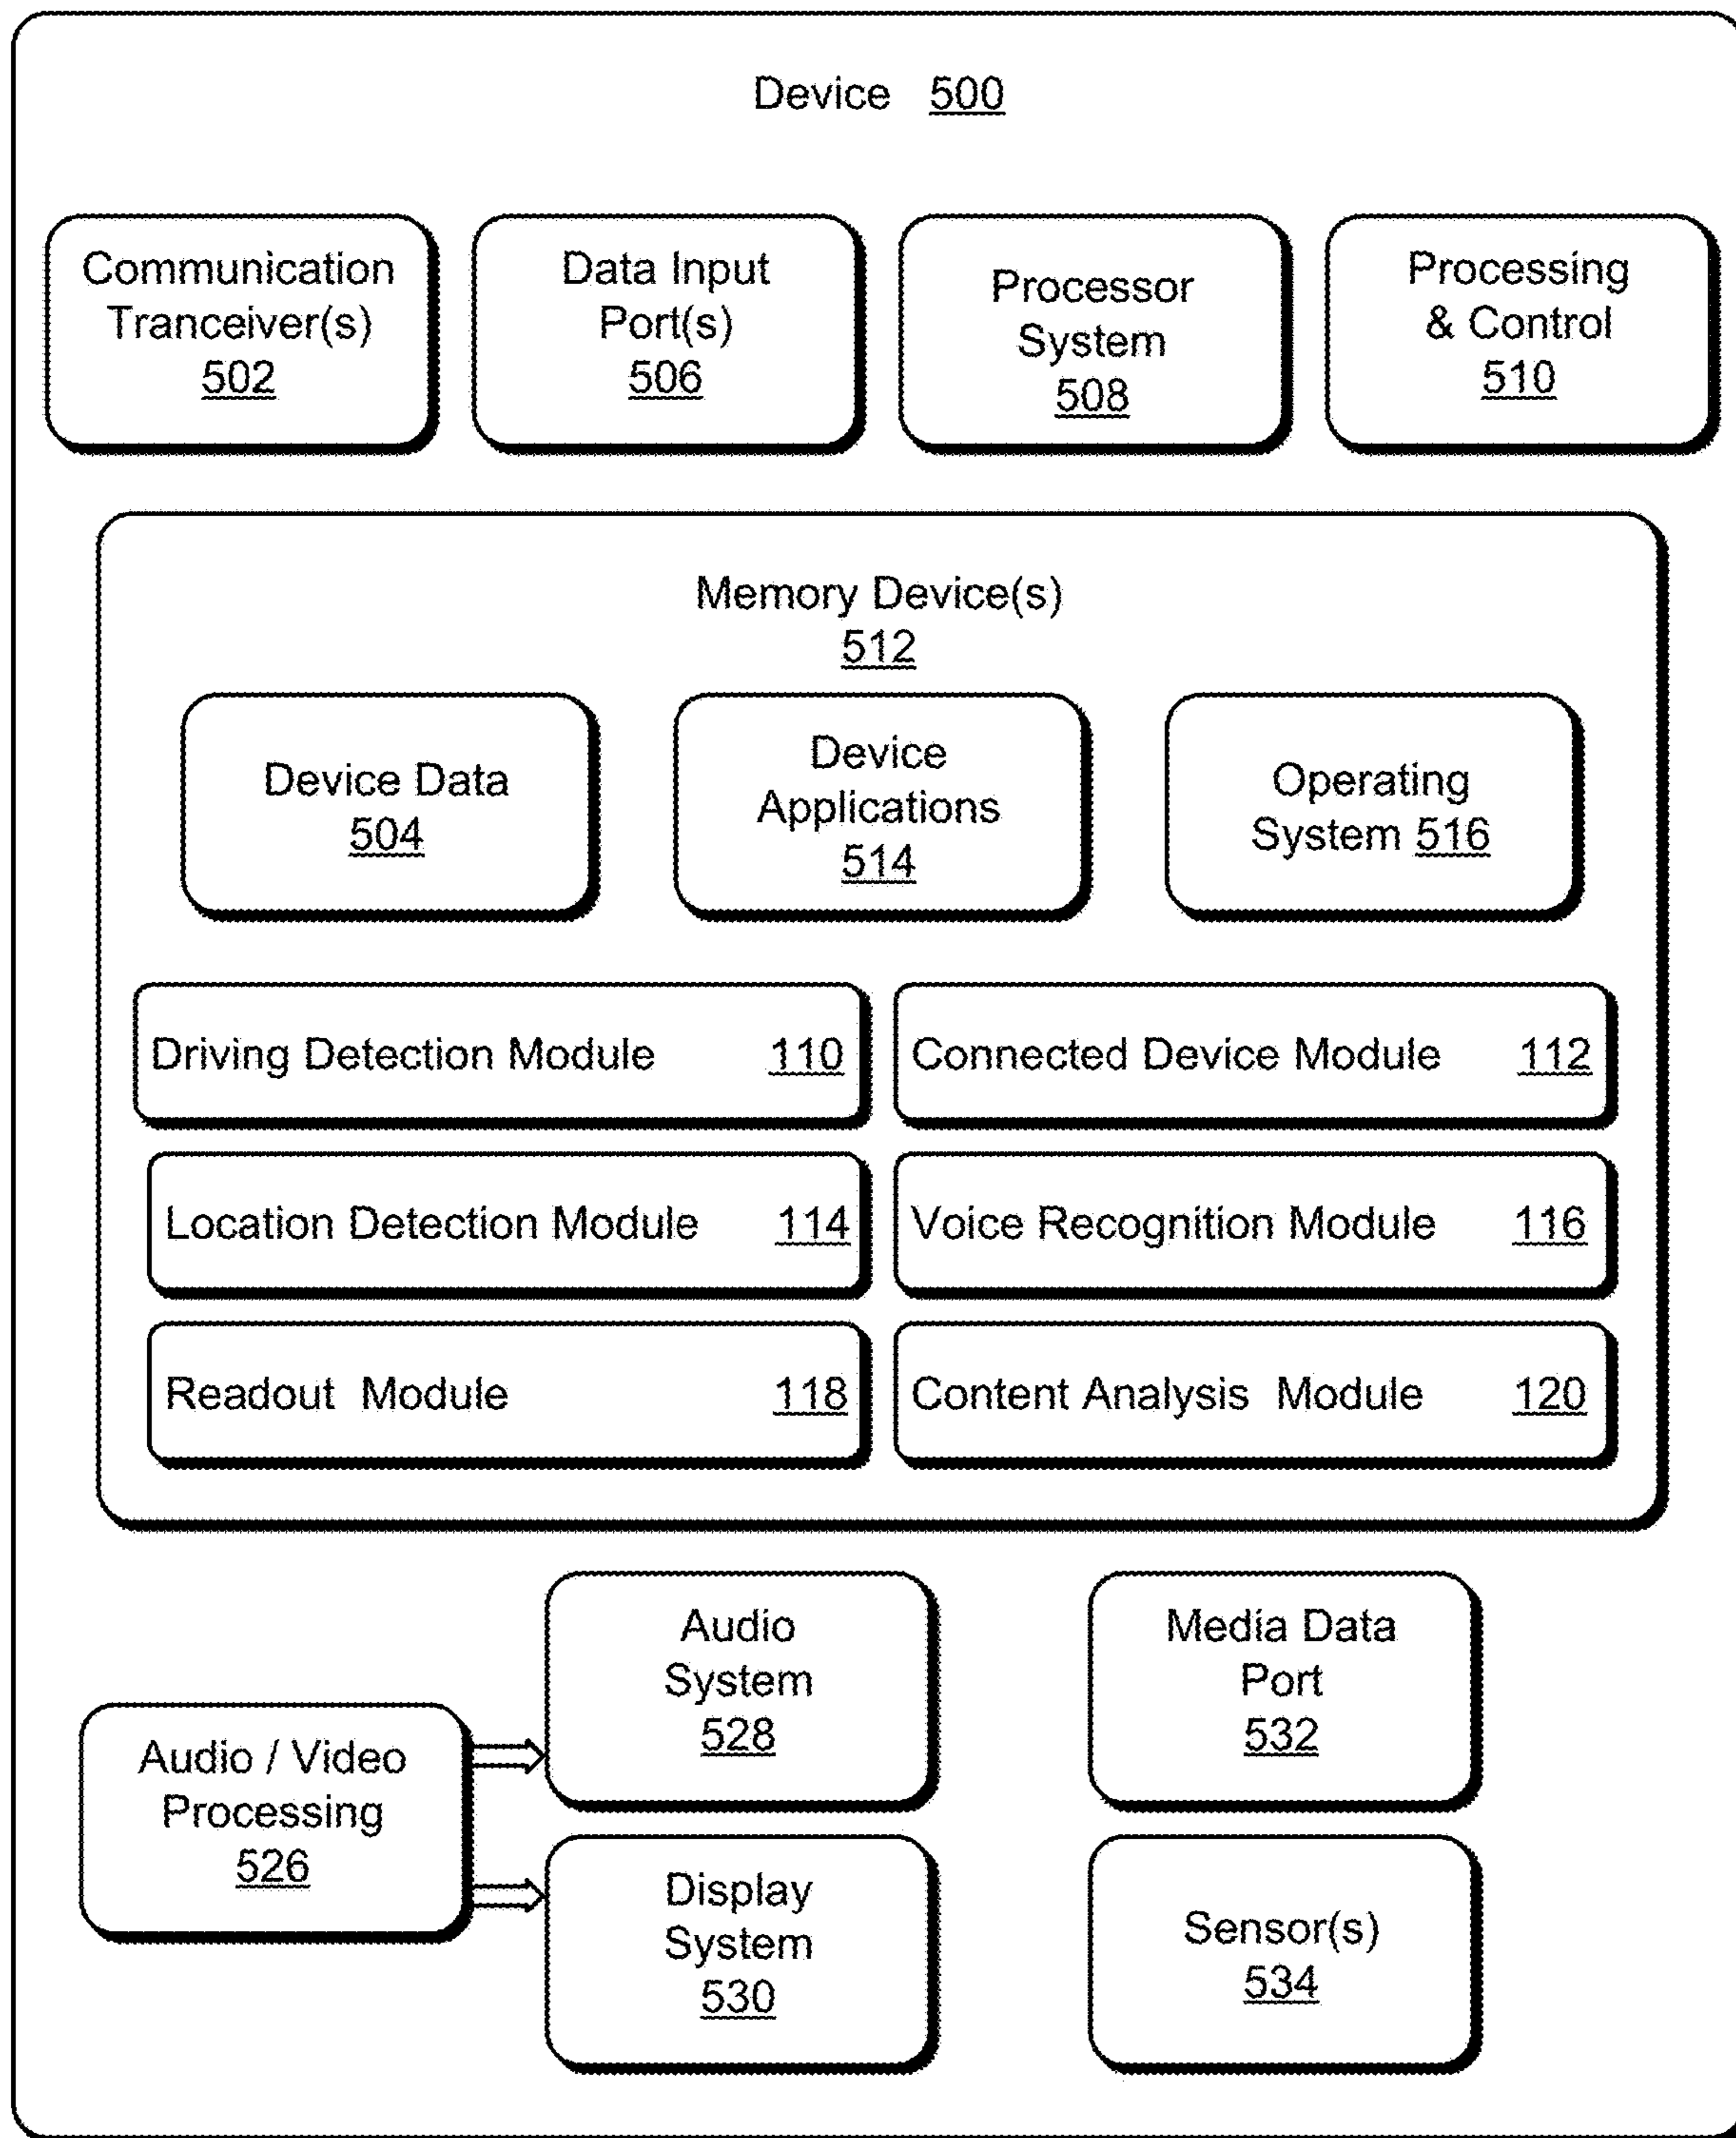 Device 500
Communication
Tranceiver(s)
502
Data Input
Port(s)
506
Processor
System
508
Processing
& Control
510
Memory Device(s)
512
Device Data
504
Device
Applications
514
Operating
System 516
Driving Detection Module 110
Connected Device Module 112
Location Detection Module 114
Voice Recognition Module 116
Readout Module 118
Content Analysis Module 120
Audio / Video
Processing
526
Audio
System
528
Display
System
530
Media Data
Port
532
Sensor(s)
534